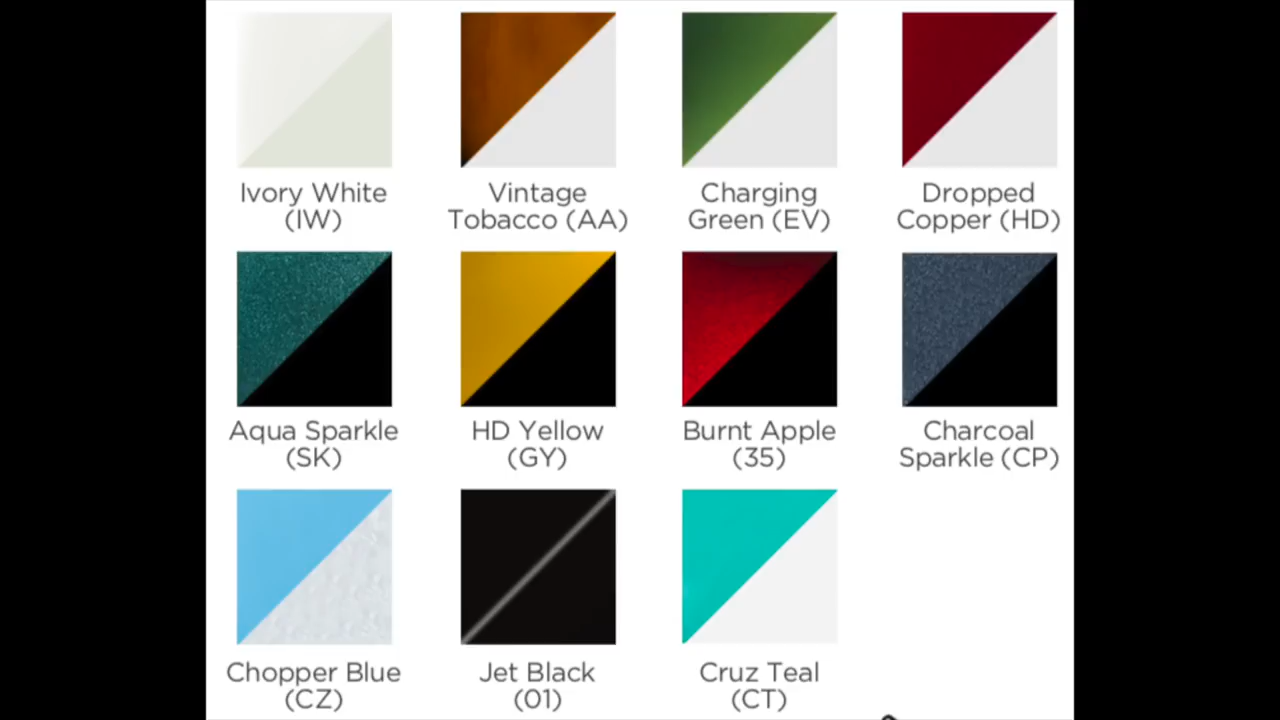 Ivory White
(IW)
Vintage
Tobacco (AA)
Charging
Green (EV)
Dropped
Copper (HD)
Aqua Sparkle
(SK)
HD Yellow
(GY)
Burnt Apple
(35)
Charcoal
Sparkle (CP)
Chopper Blue
(CZ)
Jet Black
(01)
Cruz Teal
(CT)